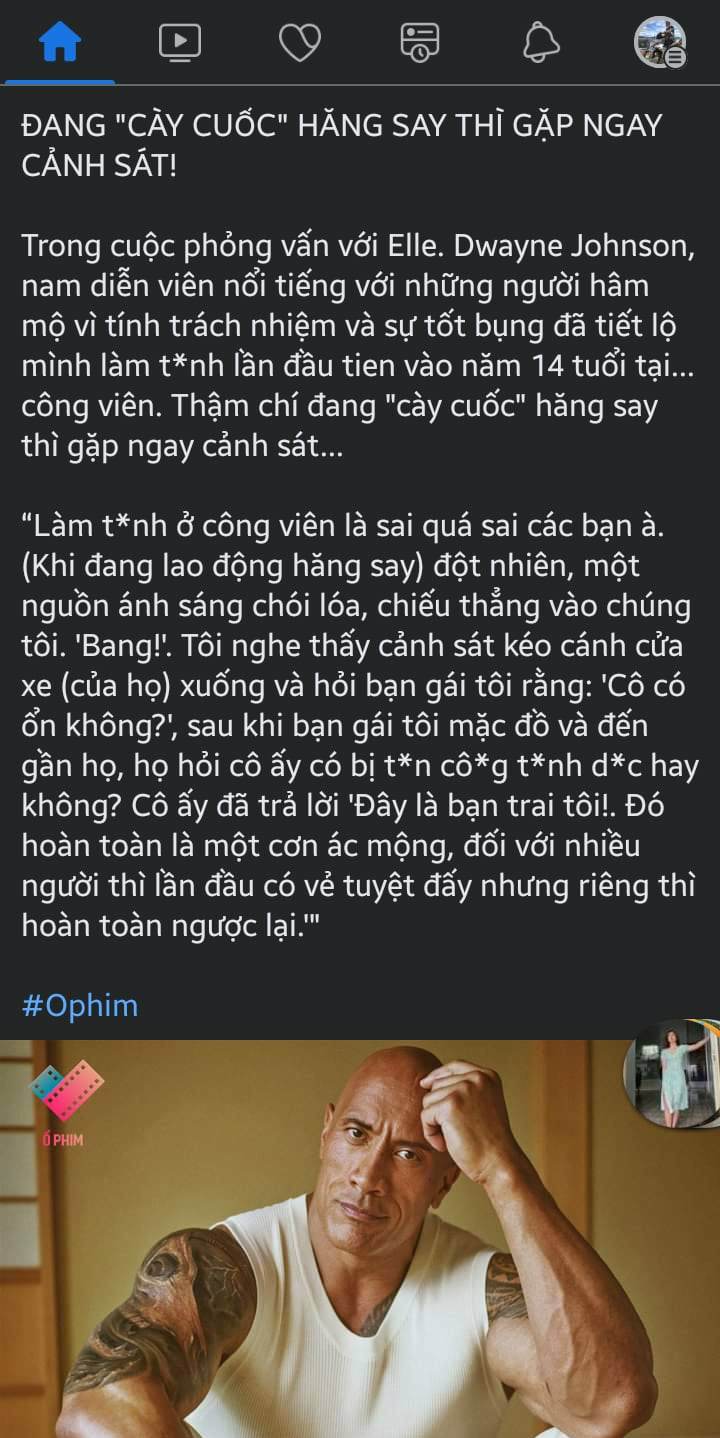 ĐANG "CÀY CUỐC" HĂNG SAY THÌ GẶP NGAY
CẢNH SÁT!
Trong cuộc phỏng vấn với Elle. Dwayne Johnson,
nam diễn viên nổi tiếng với những người hâm
mộ vì tính trách nhiệm và sự tốt bụng đã tiết lộ
mình làm t*nh lần đầu tien vào năm 14 tuổi tại...
công viên. Thậm chí đang "cày cuốc" hăng say
thì gặp ngay cảnh sát...
“Làm t*nh ở công viên là sai quá sai các bạn à.
(Khi đang lao động hăng say) đột nhiên, một
nguồn ánh sáng chói lóa, chiếu thẳng vào chúng
tôi. 'Bang!'. Tôi nghe thấy cảnh sát kéo cánh cửa
xe (của họ) xuống và hỏi bạn gái tôi rằng: 'Cô có
ổn không?', sau khi bạn gái tôi mặc đồ và đến
gần họ, họ hỏi cô ấy có bị t*n cô*g t*nh d*c hay
không? Cô ấy đã trả lời 'Đây là bạn trai tôi!. Đó
hoàn toàn là một cơn ác mộng, đối với nhiều
người thì lần đầu có vẻ tuyệt đấy nhưng riêng thì
hoàn toàn ngược lại.'"
#Ophim
Ổ PHIM